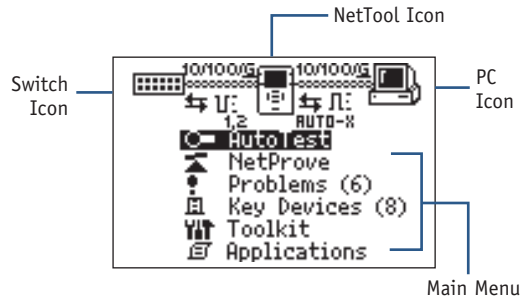 NetTool Icon
Switch Icon
PC Icon
10/100/G 10/100/G
1,2 AUTO-X
AutoTest
NetProve
Problems (6)
Key Devices (8)
Toolkit
Applications
Main Menu